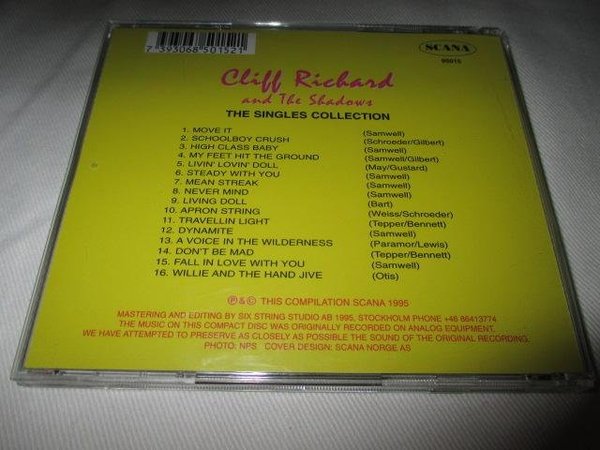 7 393068 501521
SCANA
95015
Cliff Richard
and The Shadows
THE SINGLES COLLECTION
1. MOVE IT (Samwell)
2. SCHOOLBOY CRUSH (Schroeder/Gilbert)
3. HIGH CLASS BABY (Samwell)
4. MY FEET HIT THE GROUND (Samwell/Gilbert)
5. LIVIN' LOVIN' DOLL (May/Gustard)
6. STEADY WITH YOU (Samwell)
7. MEAN STREAK (Samwell)
8. NEVER MIND (Samwell)
9. LIVING DOLL (Bart)
10. APRON STRING (Weiss/Schroeder)
11. TRAVELLIN LIGHT (Tepper/Bennett)
12. DYNAMITE (Samwell)
13. A VOICE IN THE WILDERNESS (Paramor/Lewis)
14. DON'T BE MAD (Tepper/Bennett)
15. FALL IN LOVE WITH YOU (Samwell)
16. WILLIE AND THE HAND JIVE (Otis)
℗ & © THIS COMPILATION SCANA 1995
MASTERING AND EDITING BY SIX STRING STUDIO AB 1995, STOCKHOLM PHONE +46 86413774
THE MUSIC ON THIS COMPACT DISC WAS ORIGINALLY RECORDED ON ANALOG EQUIPMENT.
WE HAVE ATTEMPTED TO PRESERVE AS CLOSELY AS POSSIBLE THE SOUND OF THE ORIGINAL RECORDING.
PHOTO: NPS COVER DESIGN: SCANA NORGE AS